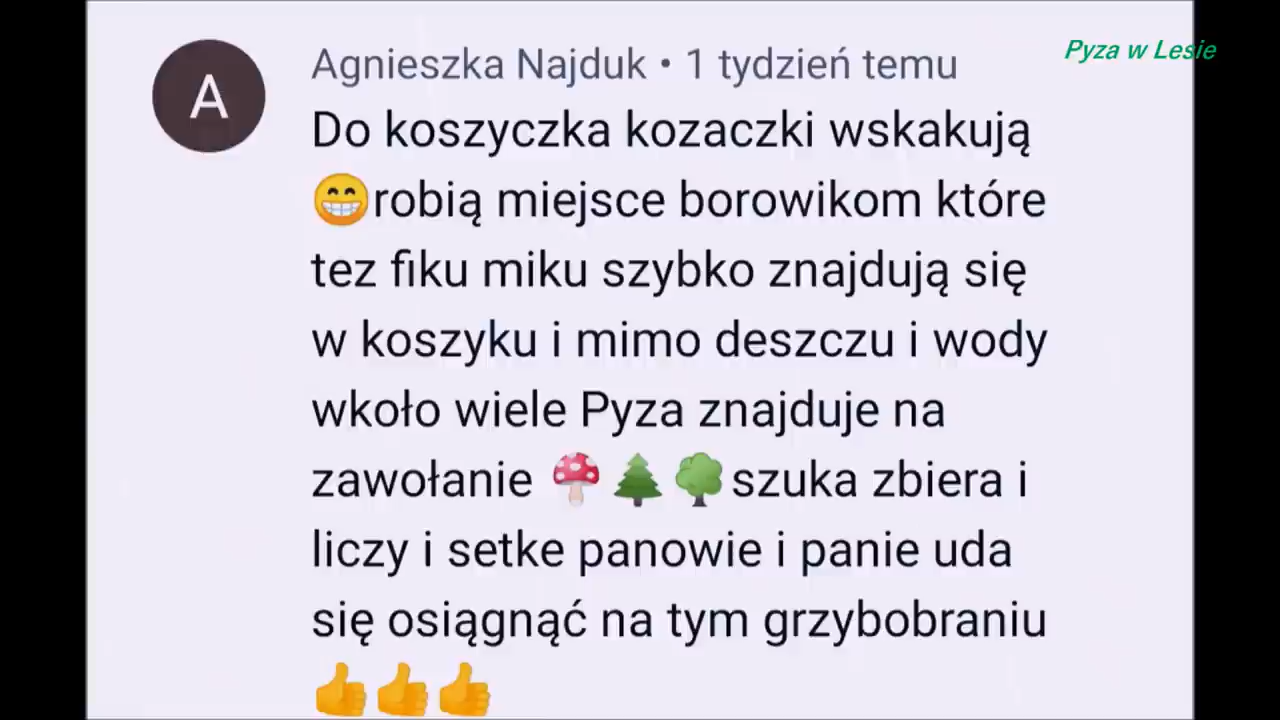 Pyza w Lesie
A
Agnieszka Najduk • 1 tydzień temu
Do koszyczka kozaczki wskakują
😁robią miejsce borowikom które
tez fiku miku szybko znajdują się
w koszyku i mimo deszczu i wody
wkoło wiele Pyza znajduje na
zawołanie 🍄🌲🌳szuka zbiera i
liczy i setke panowie i panie uda
się osiągnąć na tym grzybobraniu
👍👍👍